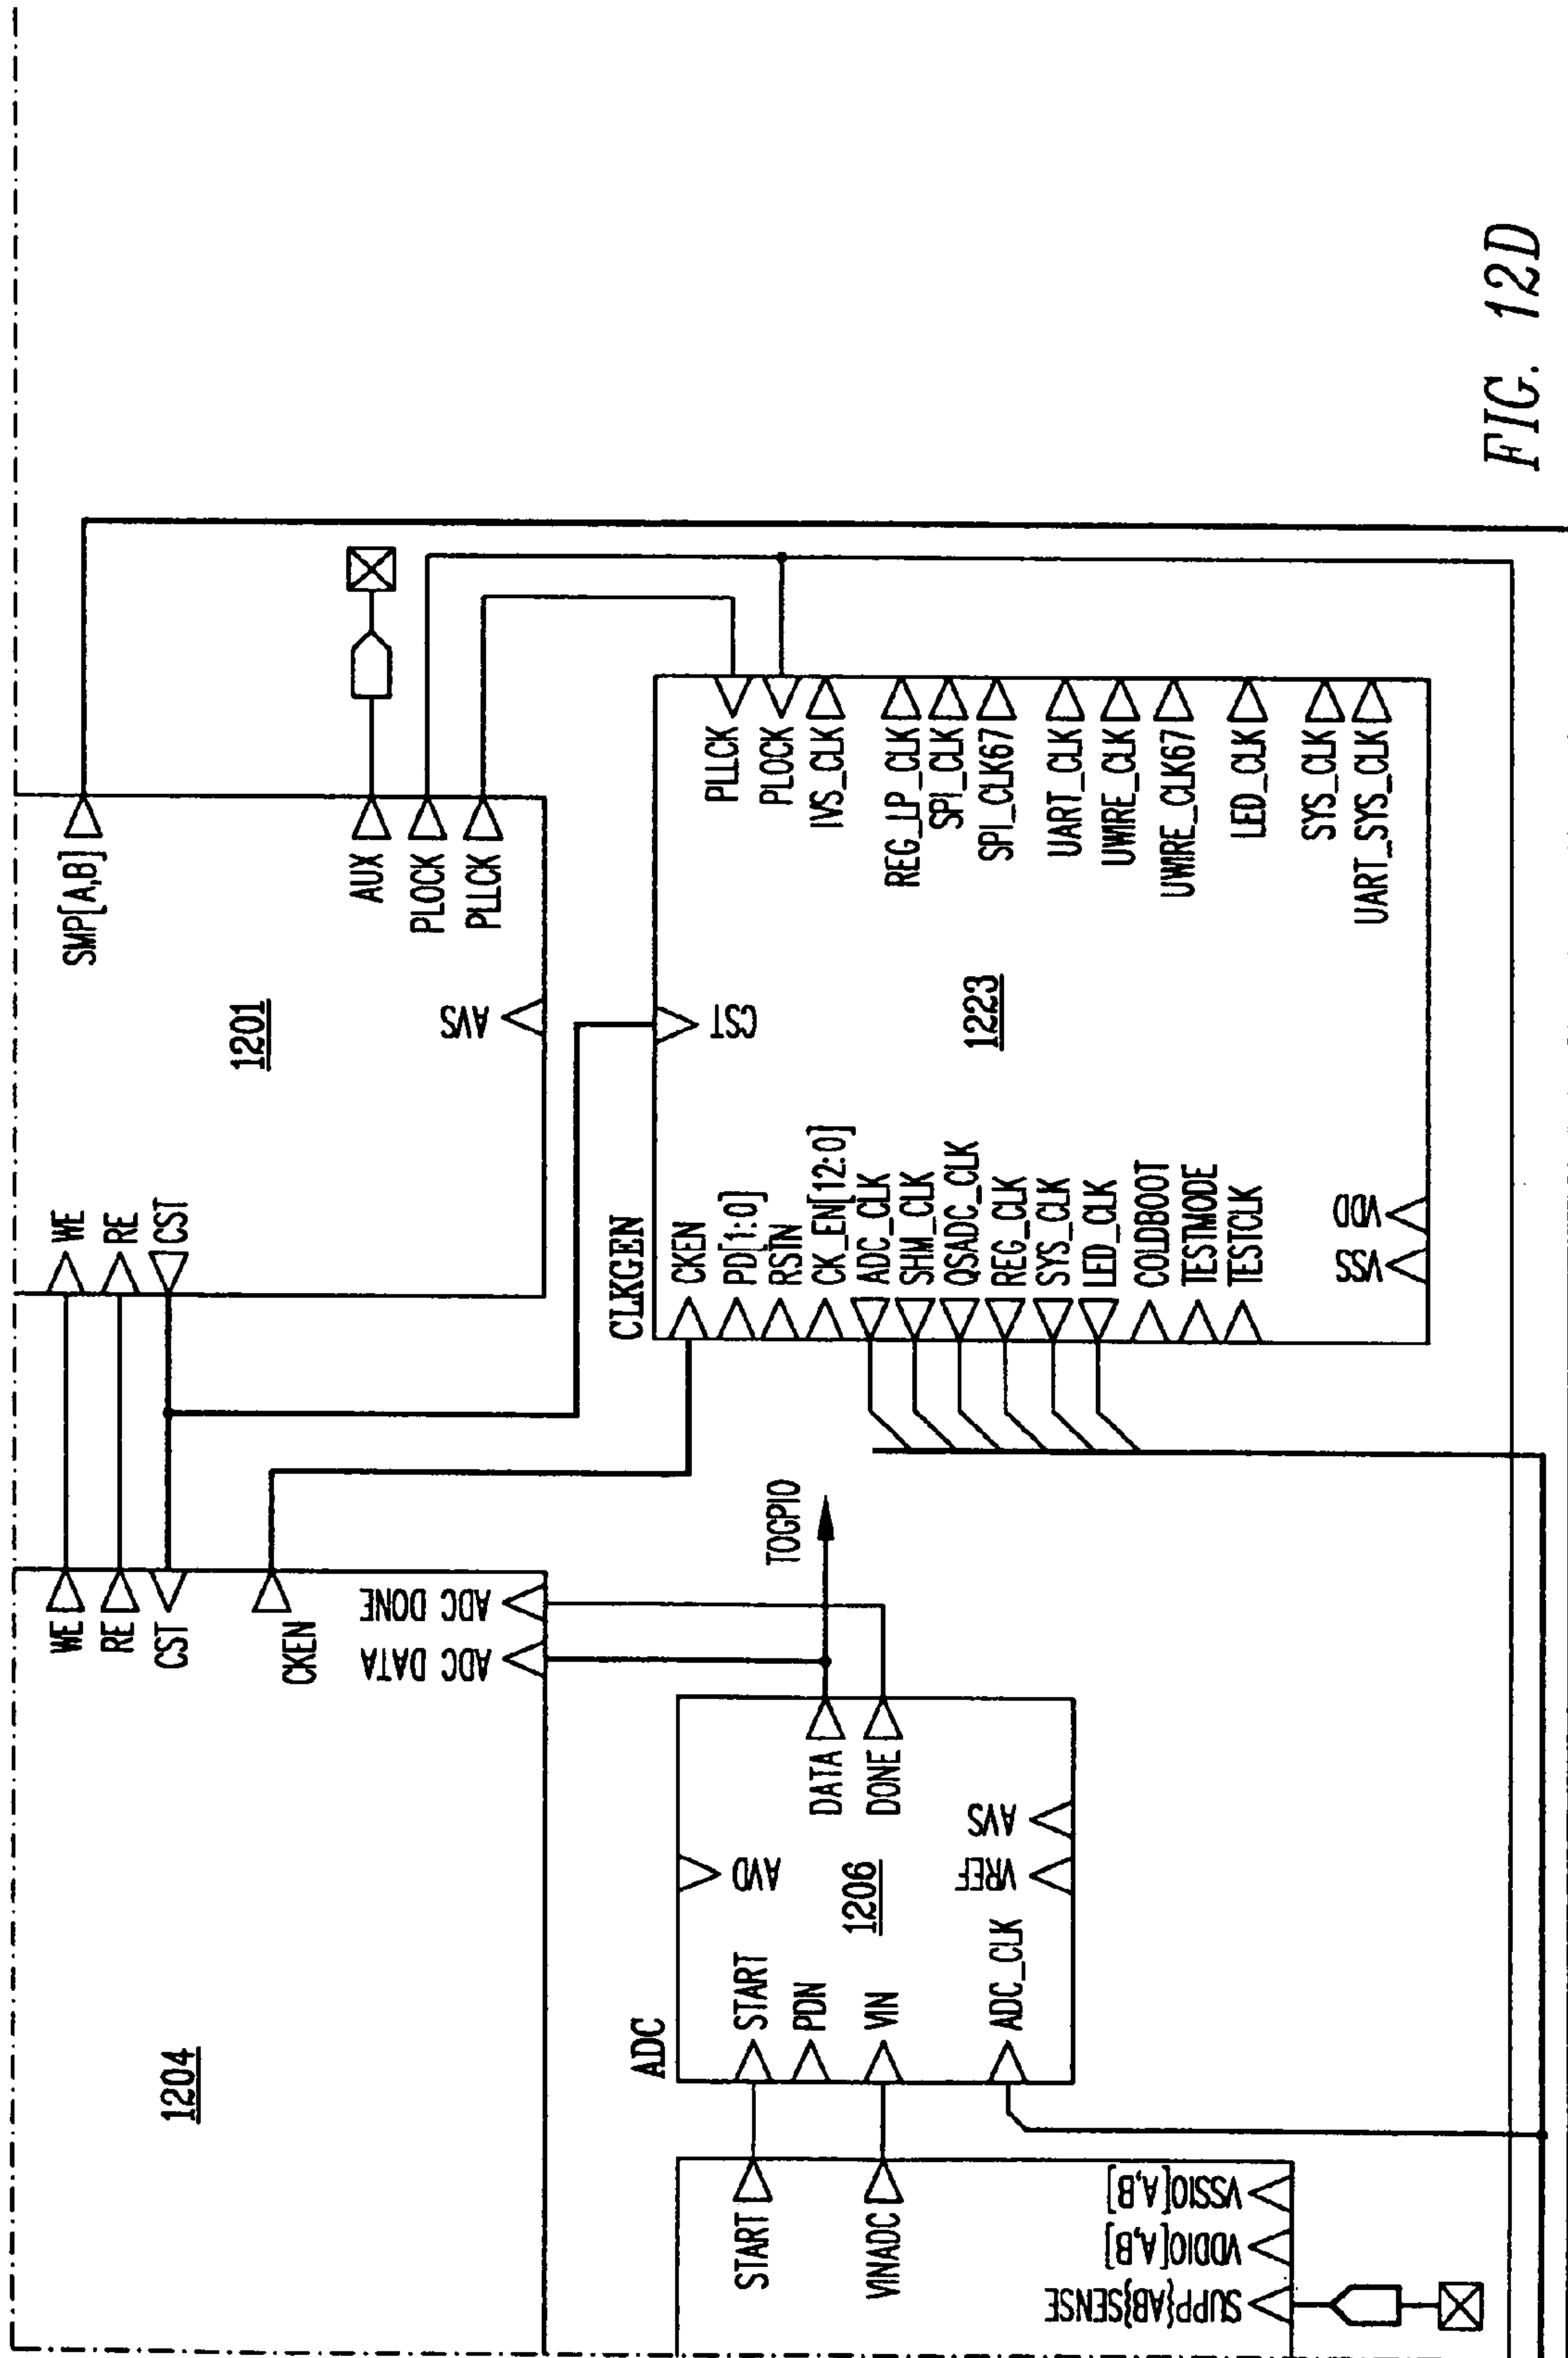 1204
WE
RE
CST
CKEN
ADC DATA
ADC DONE
WE
RE
CST
1201
AVS
SMP[A,B]
AUX
PLOCK
PLLCK
START
VINADC
SUPP{AB}SENSE
VDDIO[A,B]
VSSIO[A,B]
ADC
START
PDN
VIN
ADC_CLK
AVD
1206
VREF
AVS
DATA
DONE
TOGPIO
CLKGEN
CKEN
PD[1:0]
RSTN
CK_EN[12:0]
ADC_CLK
SHM_CLK
QSADC_CLK
REG_CLK
SYS_CLK
LED_CLK
COLDBOOT
TESTMODE
TESTCLK
VSS
VDD
CST
1223
PLLCK
PLOCK
IVS_CLK
REG_LP_CLK
SPI_CLK
SPI_CLK67
UART_CLK
UWIRE_CLK
UWIRE_CLK67
LED_CLK
SYS_CLK
UART_SYS_CLK
FIG. 12D